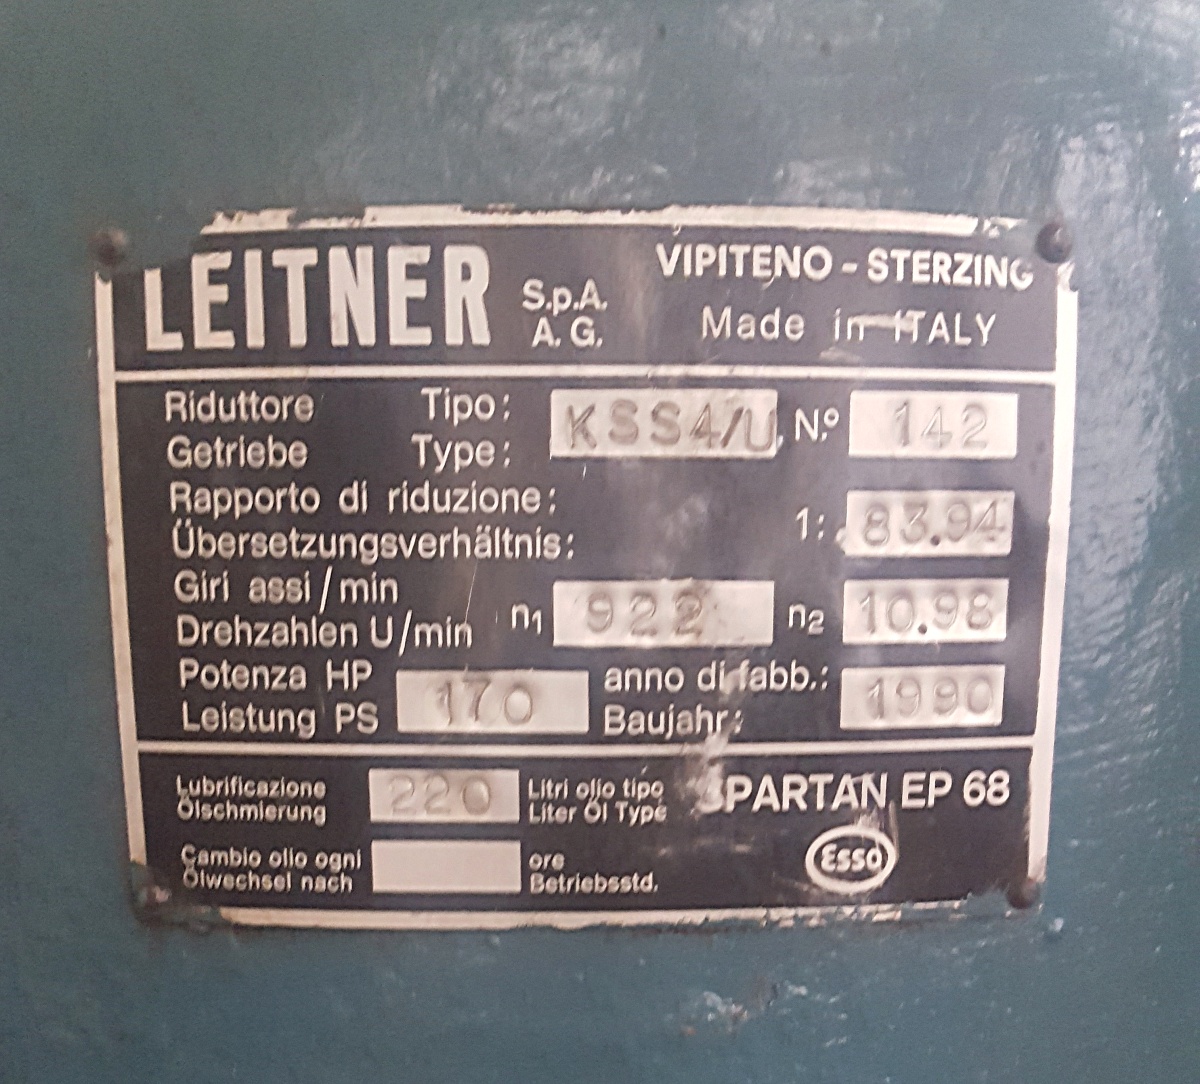 LEITNER S.p.A. A.G. VIPITENO - STERZING
Made in ITALY
Riduttore Tipo: KSS4/U N.º 142
Getriebe Type:
Rapporto di riduzione: 1: 83.94
Übersetzungsverhältnis:
Giri assi/min n1 922 n2 10.98
Drehzahlen U/min
Potenza HP 170 anno di fabb.: 1990
Leistung PS Baujahr:
Lubrificazione 220 Litri olio tipo SPARTAN EP 68
Ölschmierung Liter Öl Type
Esso
Cambio olio ogni ore
Ölwechsel nach Betriebsstd.